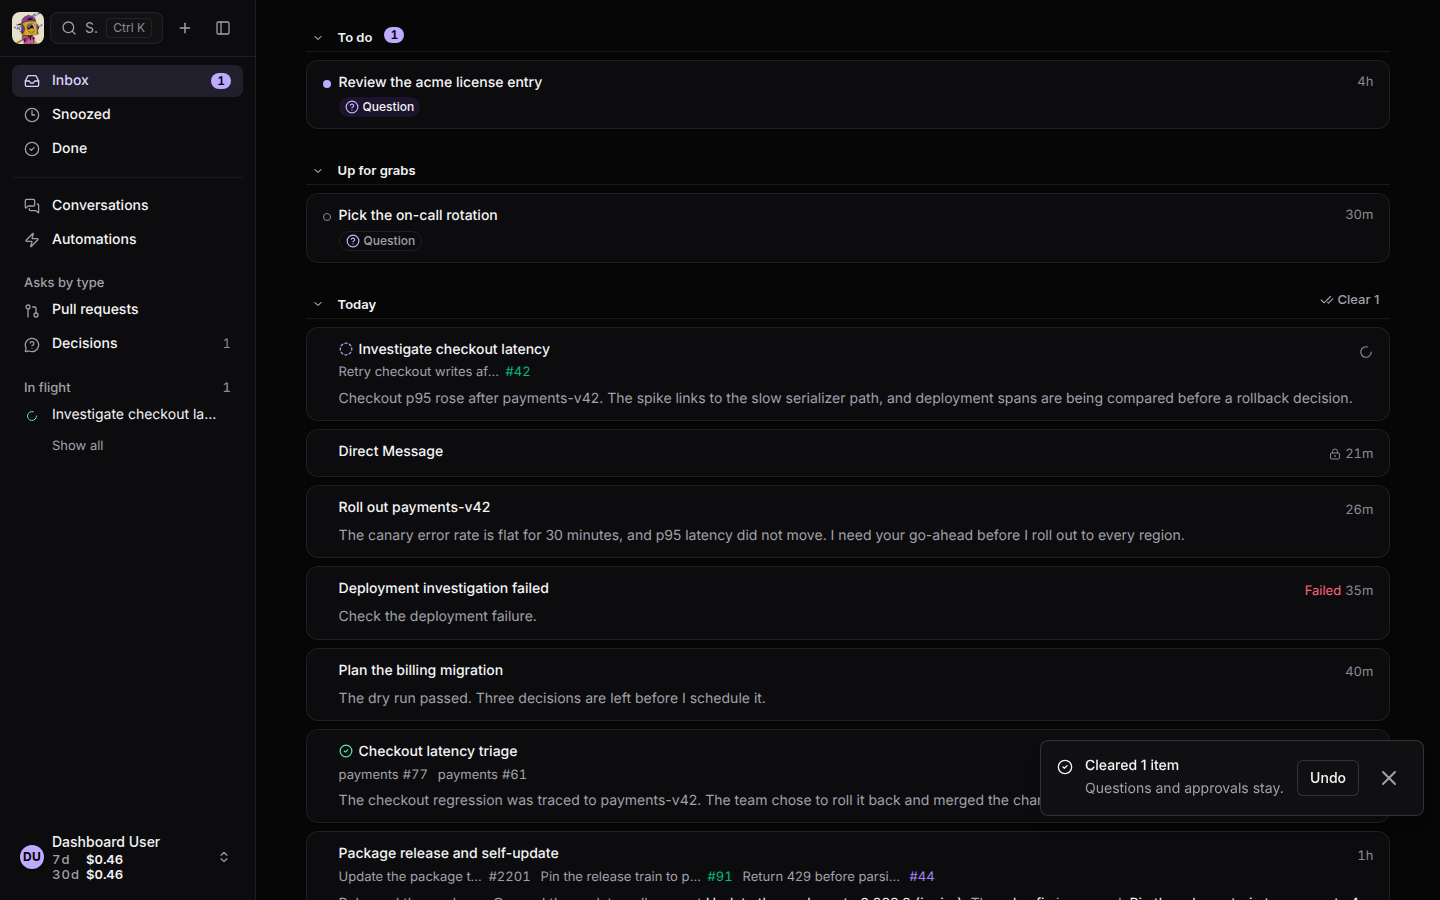 S. Ctrl K
Inbox 1
Snoozed
Done
Conversations
Automations
Asks by type
Pull requests
Decisions 1
In flight 1
Investigate checkout la...
Show all
DU Dashboard User
7d $0.46
30d $0.46
To do 1
Review the acme license entry 4h
Question
Up for grabs
Pick the on-call rotation 30m
Question
Today Clear 1
Investigate checkout latency
Retry checkout writes af... #42
Checkout p95 rose after payments-v42. The spike links to the slow serializer path, and deployment spans are being compared before a rollback decision.
Direct Message 21m
Roll out payments-v42 26m
The canary error rate is flat for 30 minutes, and p95 latency did not move. I need your go-ahead before I roll out to every region.
Deployment investigation failed Failed 35m
Check the deployment failure.
Plan the billing migration 40m
The dry run passed. Three decisions are left before I schedule it.
Checkout latency triage
payments #77 payments #61
The checkout regression was traced to payments-v42. The team chose to roll it back and merged the
Cleared 1 item
Questions and approvals stay.
Undo
Package release and self-update 1h
Update the package t... #2201 Pin the release train to p... #91 Return 429 before parsi... #44